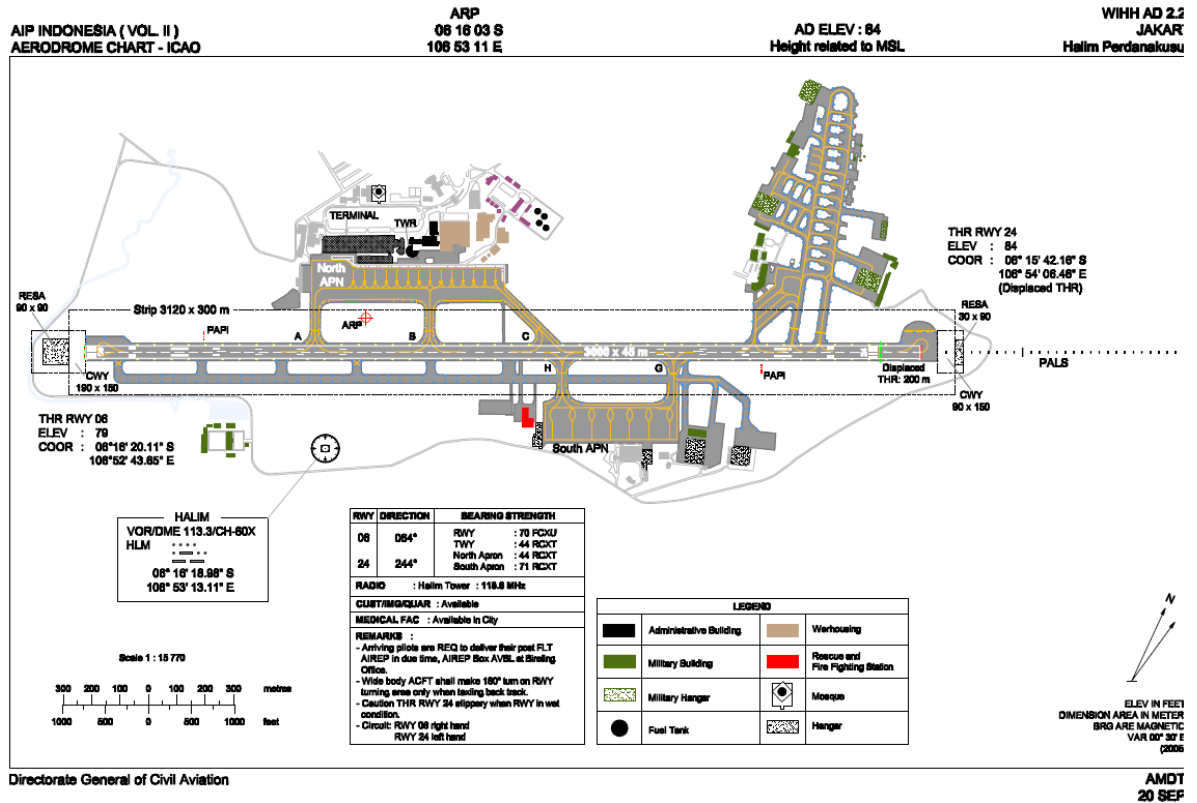 AIP INDONESIA ( VOL. II )
AERODROME CHART - ICAO
ARP
06 16 03 S
106 53 11 E
AD ELEV : 84
Height related to MSL
WIHH AD 2.2
JAKAR
Halim Perdanakusu
TERMINAL
TWR
North
APN
THR RWY 24
ELEV : 84
COOR : 06° 15' 42.16" S
106° 54' 06.46" E
(Displaced THR)
RESA
90 x 90
Strip 3120 x 300 m
PAPI
ARP
RESA
30 x 90
A
B
C
3000 x 45 m
H
G
PALS
CWY
190 x 150
PAPI
Displaced
THR: 200 m
CWY
90 x 150
THR RWY 06
ELEV : 79
COOR : 06°16' 20.11" S
106°52' 43.65" E
South APN
HALIM
VOR/DME 113.3/CH-80X
HLM
06° 16' 18.98" S
106° 53' 13.11" E
RWY DIRECTION BEARING STRENGTH
06 064°
24 244°
RWY : 70 FCXU
TWY : 44 RCXT
North Apron : 44 RCXT
South Apron : 71 RCXT
RADIO : Halim Tower : 118.6 MHz
CUST/IMG/QUAR : Available
MEDICAL FAC : Available in City
REMARKS :
- Arriving pilots are REQ to deliver their post FLT
AIREP in due time, AIREP Box AVBL at Briefing
Office.
- Wide body ACFT shall make 180° turn on RWY
turning area only when taxiing back track.
- Caution THR RWY 24 slippery when RWY in wet
condition.
- Circuit: RWY 06 right hand
RWY 24 left hand
LEGEND
Administrative Building
Warhousing
Military Building
Rescue and
Fire Fighting Station
Military Hangar
Mosque
Fuel Tank
Hangar
Scale 1 : 15 770
300 200 100 0 100 200 300 metres
1000 500 0 500 1000 feet
N
ELEV IN FEET
DIMENSION AREA IN METER
BRG ARE MAGNETIC
VAR 00° 30' E
(2005
Directorate General of Civil Aviation
AMDT
20 SEP